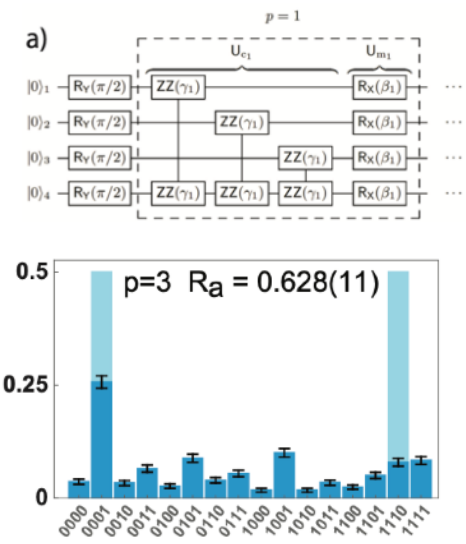 p = 1
a)
U_{c_1} U_{m_1}
|0⟩_1 R_Y(π/2) ZZ(γ_1) R_X(β_1) ...
|0⟩_2 R_Y(π/2) ZZ(γ_1) R_X(β_1) ...
|0⟩_3 R_Y(π/2) ZZ(γ_1) R_X(β_1) ...
|0⟩_4 R_Y(π/2) ZZ(γ_1) ZZ(γ_1) ZZ(γ_1) R_X(β_1) ...
0.5
p=3 R_a = 0.628(11)
0.25
0
0000 0001 0010 0011 0100 0101 0110 0111 1000 1001 1010 1011 1100 1101 1110 1111